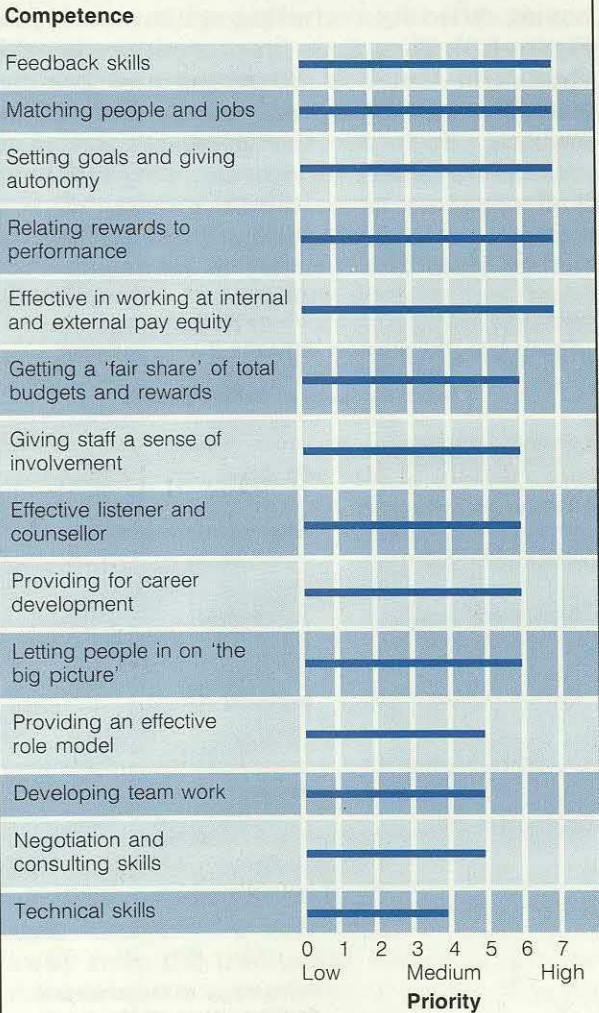 Competence
Feedback skills
Matching people and jobs
Setting goals and giving
autonomy
Relating rewards to
performance
Effective in working at internal
and external pay equity
Getting a ‘fair share’ of total
budgets and rewards
Giving staff a sense of
involvement
Effective listener and
counsellor
Providing for career
development
Letting people in on ‘the
big picture’
Providing an effective
role model
Developing team work
Negotiation and
consulting skills
Technical skills
0 1 2 3 4 5 6 7
Low Medium High
Priority